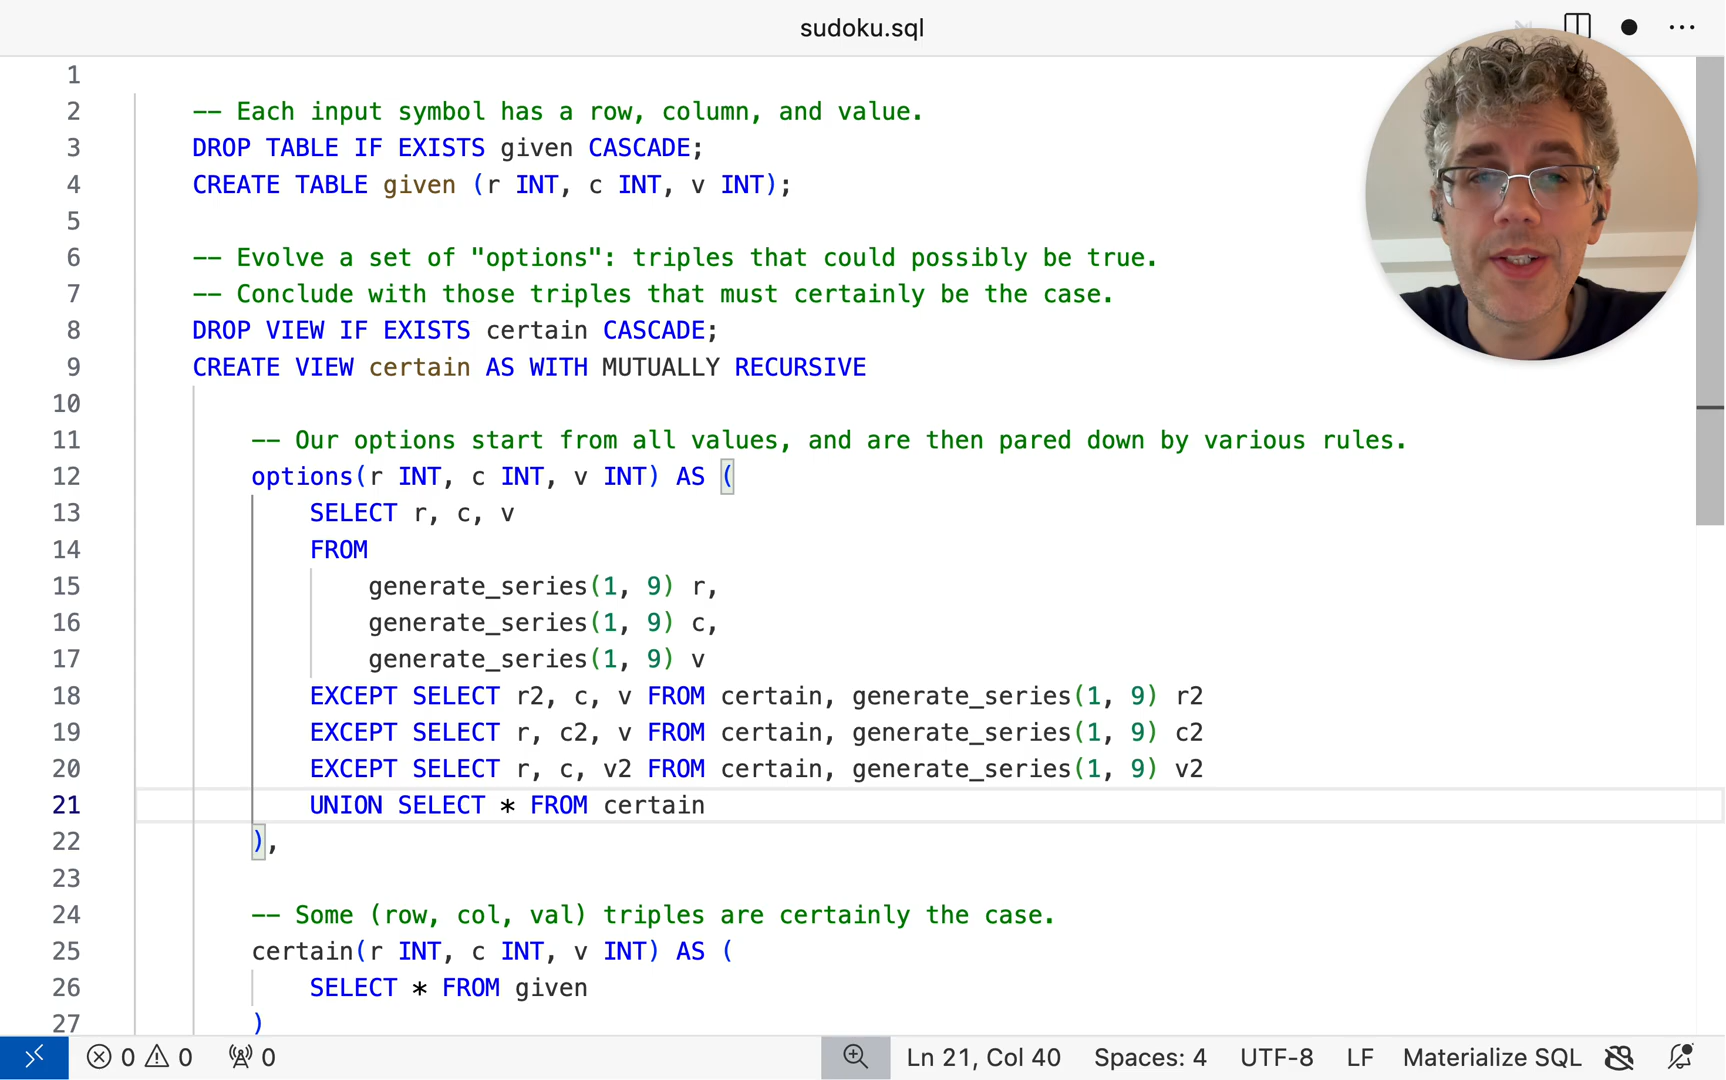 sudoku.sql
1
2 -- Each input symbol has a row, column, and value.
3 DROP TABLE IF EXISTS given CASCADE;
4 CREATE TABLE given (r INT, c INT, v INT);
5
6 -- Evolve a set of "options": triples that could possibly be true.
7 -- Conclude with those triples that must certainly be the case.
8 DROP VIEW IF EXISTS certain CASCADE;
9 CREATE VIEW certain AS WITH MUTUALLY RECURSIVE
10
11 -- Our options start from all values, and are then pared down by various rules.
12 options(r INT, c INT, v INT) AS (
13 SELECT r, c, v
14 FROM
15 generate_series(1, 9) r,
16 generate_series(1, 9) c,
17 generate_series(1, 9) v
18 EXCEPT SELECT r2, c, v FROM certain, generate_series(1, 9) r2
19 EXCEPT SELECT r, c2, v FROM certain, generate_series(1, 9) c2
20 EXCEPT SELECT r, c, v2 FROM certain, generate_series(1, 9) v2
21 UNION SELECT * FROM certain
22 ),
23
24 -- Some (row, col, val) triples are certainly the case.
25 certain(r INT, c INT, v INT) AS (
26 SELECT * FROM given
27 )
0 0 0 Ln 21, Col 40 Spaces: 4 UTF-8 LF Materialize SQL